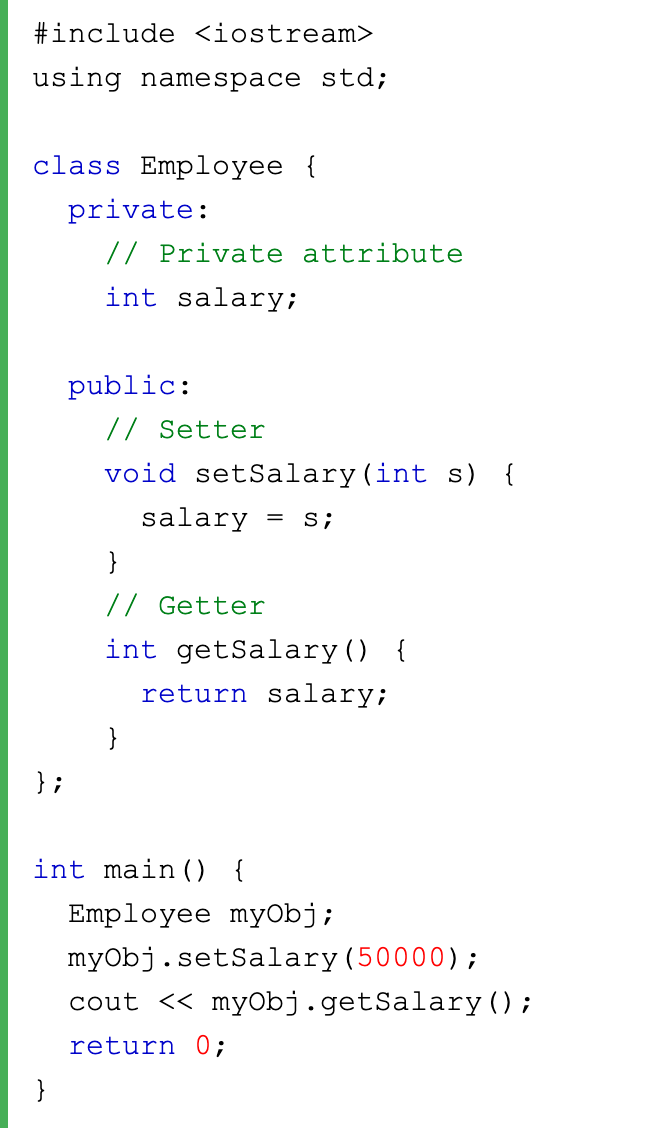 #include <iostream>
using namespace std;

class Employee {
  private:
    // Private attribute
    int salary;

  public:
    // Setter
    void setSalary(int s) {
      salary = s;
    }
    // Getter
    int getSalary() {
      return salary;
    }
};

int main() {
  Employee myObj;
  myObj.setSalary(50000);
  cout << myObj.getSalary();
  return 0;
}